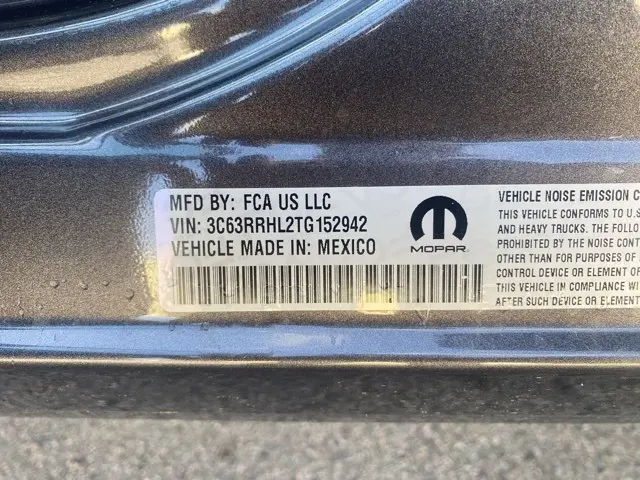 MFD BY: FCA US LLC
VIN: 3C63RRHL2TG152942
VEHICLE MADE IN: MEXICO
MOPAR
VEHICLE NOISE EMISSION C
THIS VEHICLE CONFORMS TO U.S
AND HEAVY TRUCKS. THE FOLLO
PROHIBITED BY THE NOISE CONT
OTHER THAN FOR PURPOSES OF
CONTROL DEVICE OR ELEMENT OF
THIS VEHICLE IN COMPLIANCE WITH
AFTER SUCH DEVICE OR ELEMENT